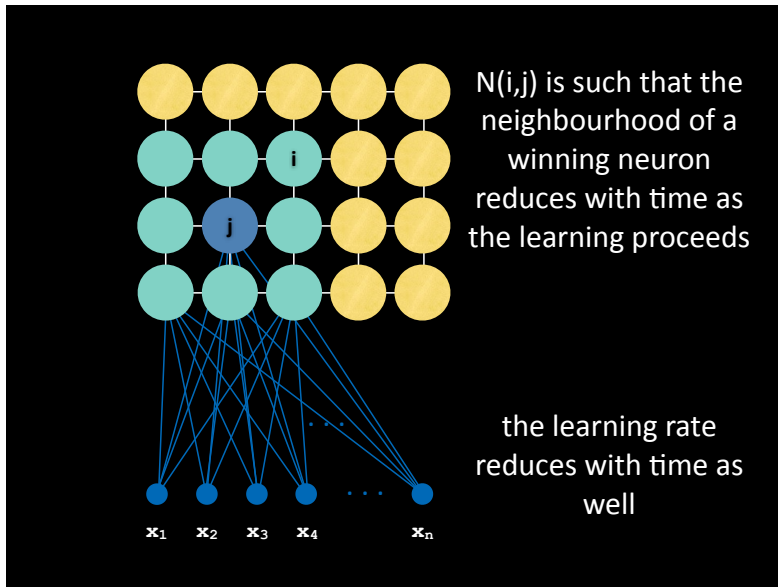 N(i,j) is such that the
neighbourhood of a
winning neuron
reduces with time as
the learning proceeds
i
j
. . .
the learning rate
reduces with time as
well
. . .
x₁ x₂ x₃ x₄ xₙ